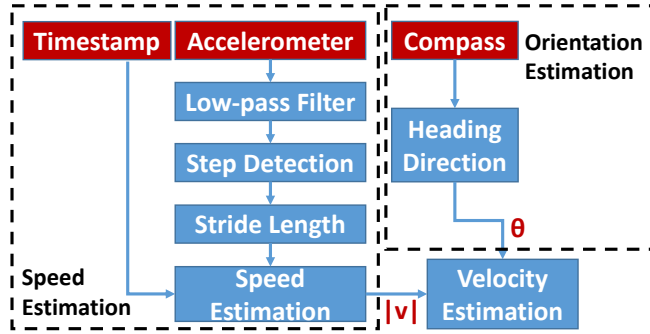 Timestamp
Accelerometer
Compass
Orientation
Estimation
Low-pass Filter
Heading
Direction
Step Detection
Stride Length
θ
Speed
Estimation
Speed
Estimation
|v|
Velocity
Estimation